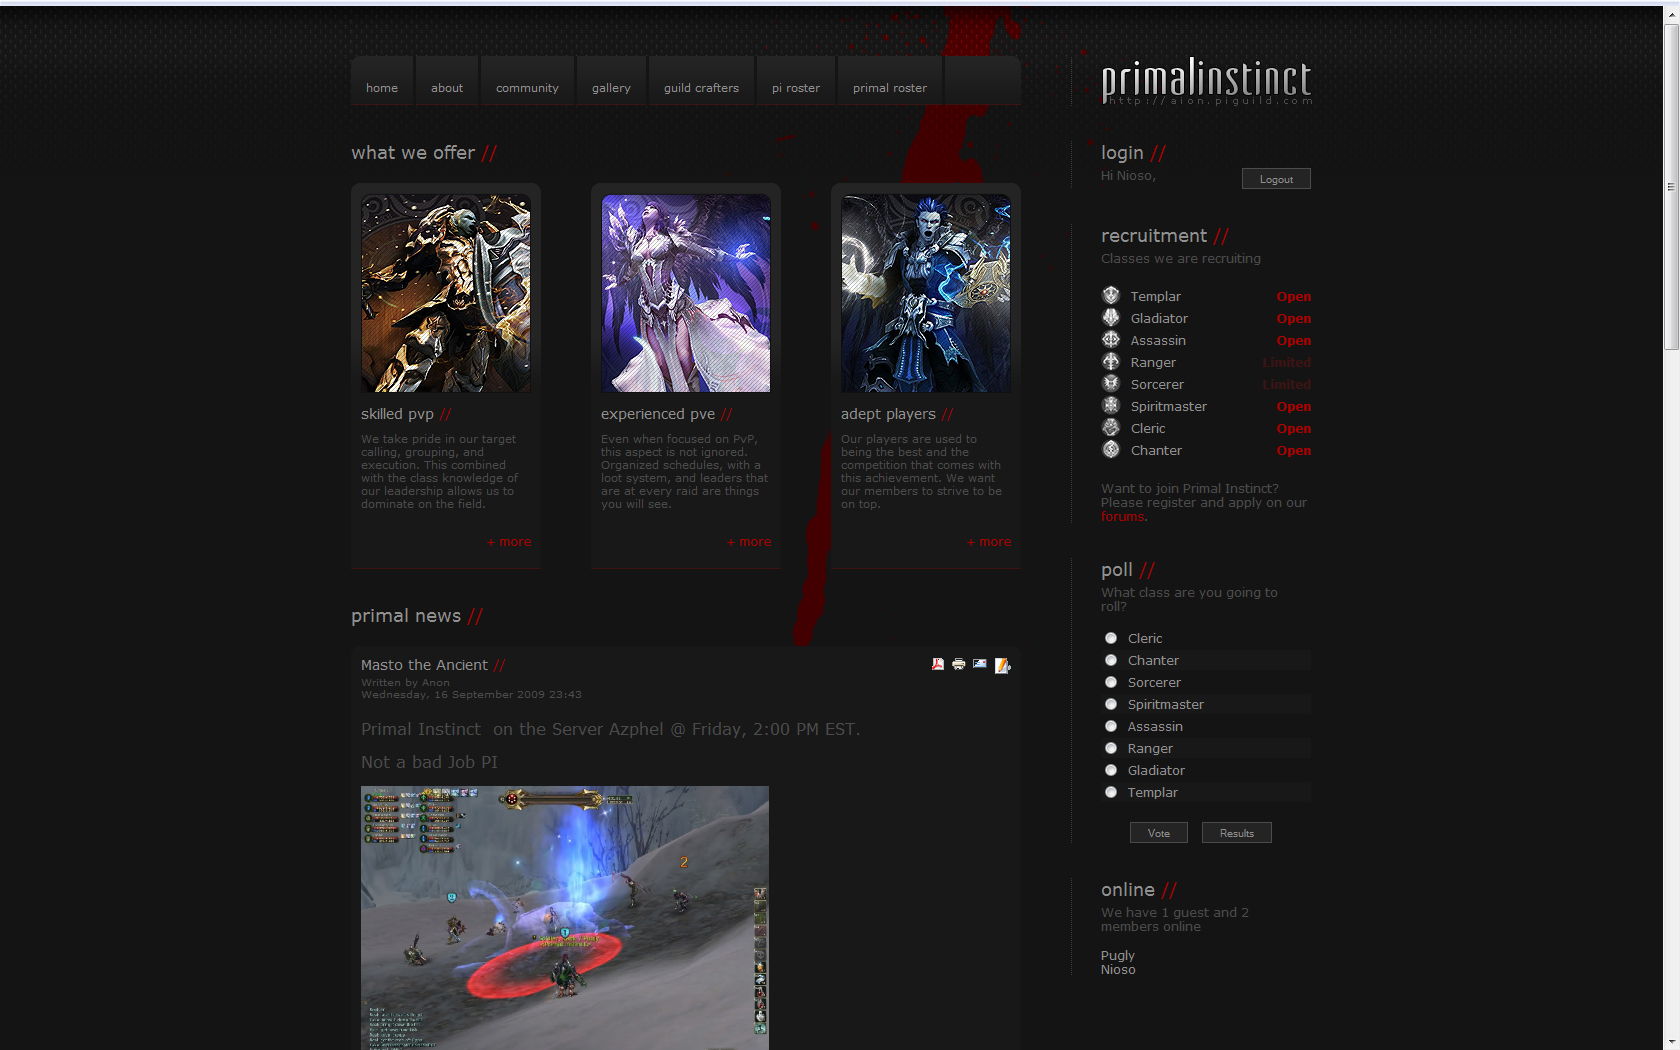 home about community gallery guild crafters pi roster primal roster
primalinstinct
http://aion.piguild.com
what we offer //
skilled pvp //
We take pride in our target
calling, grouping, and
execution. This combined
with the class knowledge of
our leadership allows us to
dominate on the field.
+ more
experienced pve //
Even when focused on PvP,
this aspect is not ignored.
Organized schedules, with a
loot system, and leaders that
are at every raid are things
you will see.
+ more
adept players //
Our players are used to
being the best and the
competition that comes with
this achievement. We want
our members to strive to be
on top.
+ more
primal news //
Masto the Ancient //
Written by Anon
Wednesday, 16 September 2009 23:43
Primal Instinct on the Server Azphel @ Friday, 2:00 PM EST.
Not a bad Job PI
2
login //
Hi Nioso,
Logout
recruitment //
Classes we are recruiting
Templar Open
Gladiator Open
Assassin Open
Ranger Limited
Sorcerer Limited
Spiritmaster Open
Cleric Open
Chanter Open
Want to join Primal Instinct?
Please register and apply on our
forums.
poll //
What class are you going to
roll?
Cleric
Chanter
Sorcerer
Spiritmaster
Assassin
Ranger
Gladiator
Templar
Vote Results
online //
We have 1 guest and 2
members online
Pugly
Nioso